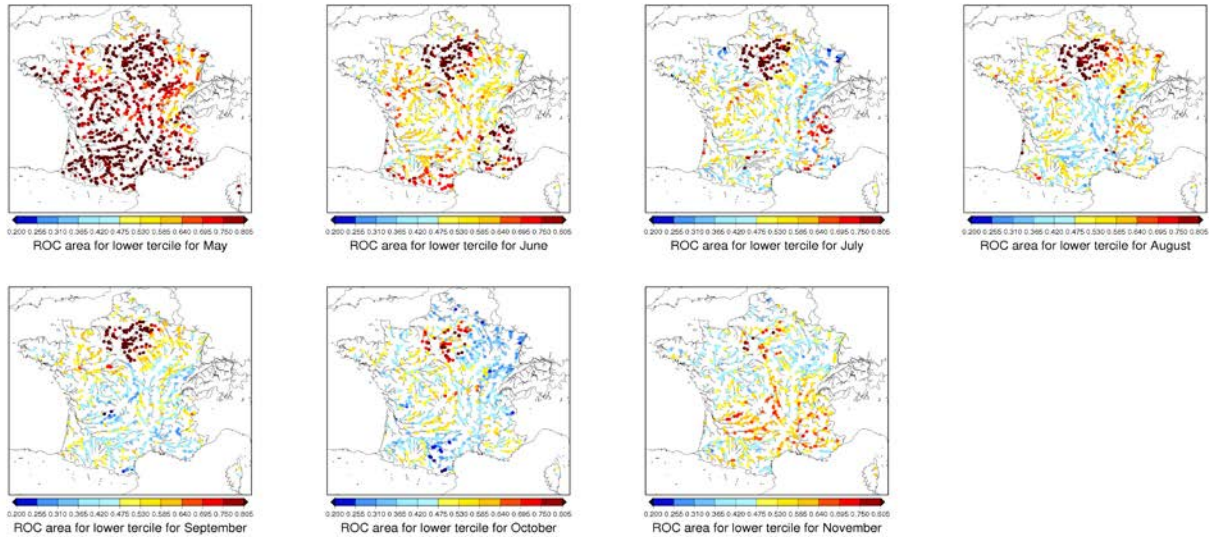 0.200 0.255 0.310 0.365 0.420 0.475 0.530 0.585 0.640 0.695 0.750 0.805
ROC area for lower tercile for May
0.200 0.255 0.310 0.365 0.420 0.475 0.530 0.585 0.640 0.695 0.750 0.805
ROC area for lower tercile for June
0.200 0.255 0.310 0.365 0.420 0.475 0.530 0.585 0.640 0.695 0.750 0.805
ROC area for lower tercile for July
0.200 0.255 0.310 0.365 0.420 0.475 0.530 0.585 0.640 0.695 0.750 0.805
ROC area for lower tercile for August
0.200 0.255 0.310 0.365 0.420 0.475 0.530 0.585 0.640 0.695 0.750 0.805
ROC area for lower tercile for September
0.200 0.255 0.310 0.365 0.420 0.475 0.530 0.585 0.640 0.695 0.750 0.805
ROC area for lower tercile for October
0.200 0.255 0.310 0.365 0.420 0.475 0.530 0.585 0.640 0.695 0.750 0.805
ROC area for lower tercile for November